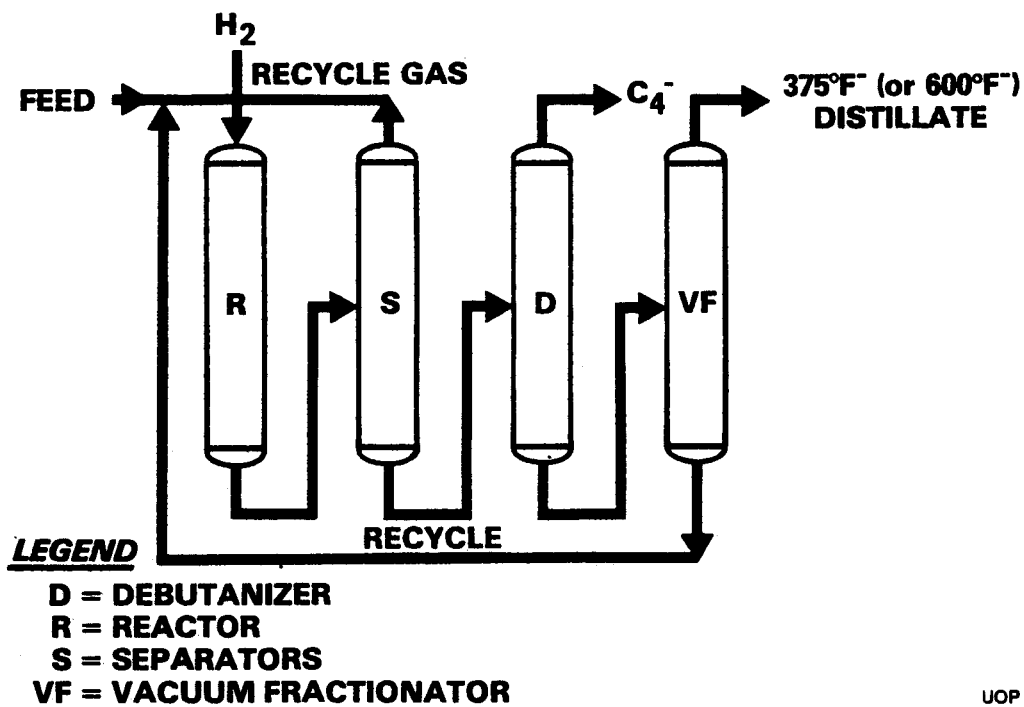 H2
RECYCLE GAS
FEED
C4-
375°F- (or 600°F-)
DISTILLATE
R
S
D
VF
RECYCLE
LEGEND
D = DEBUTANIZER
R = REACTOR
S = SEPARATORS
VF = VACUUM FRACTIONATOR
UOP